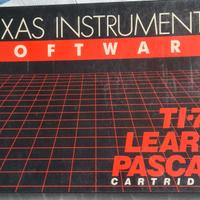 XAS INSTRUMENT
OFTWAR
TI-7
LEAR
PASCA
CARTRID